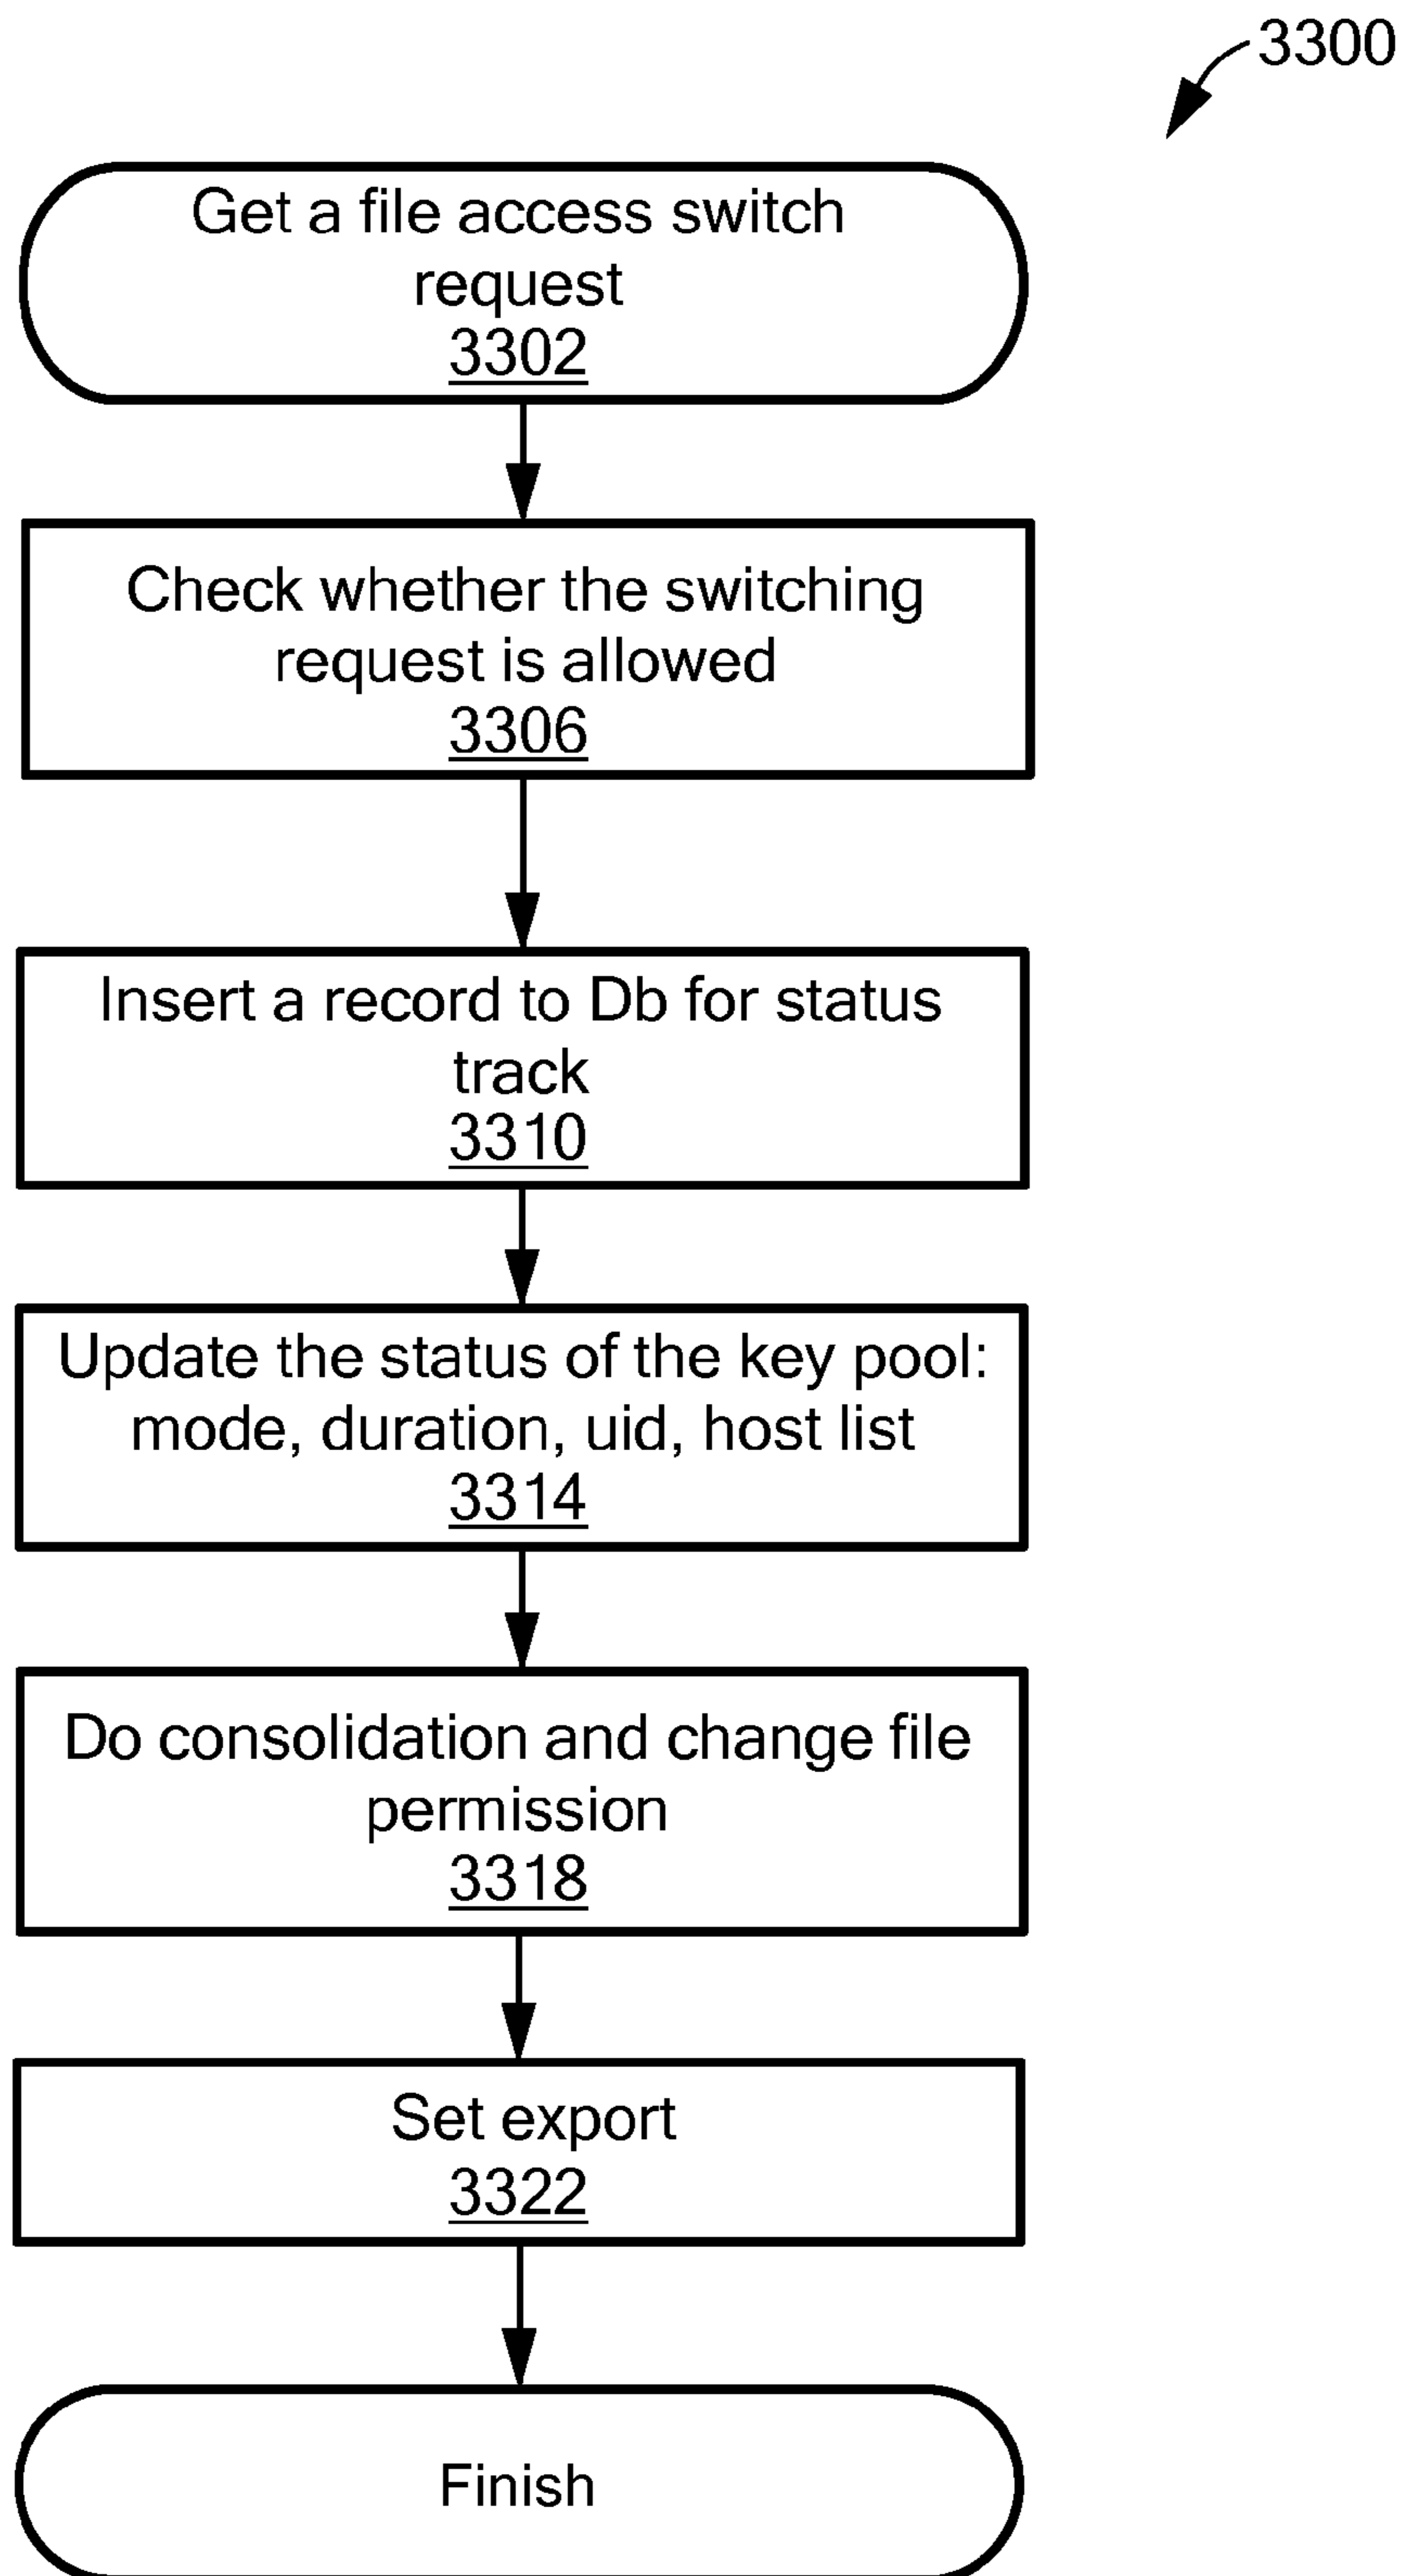 3300
Get a file access switch
request
3302
Check whether the switching
request is allowed
3306
Insert a record to Db for status
track
3310
Update the status of the key pool:
mode, duration, uid, host list
3314
Do consolidation and change file
permission
3318
Set export
3322
Finish